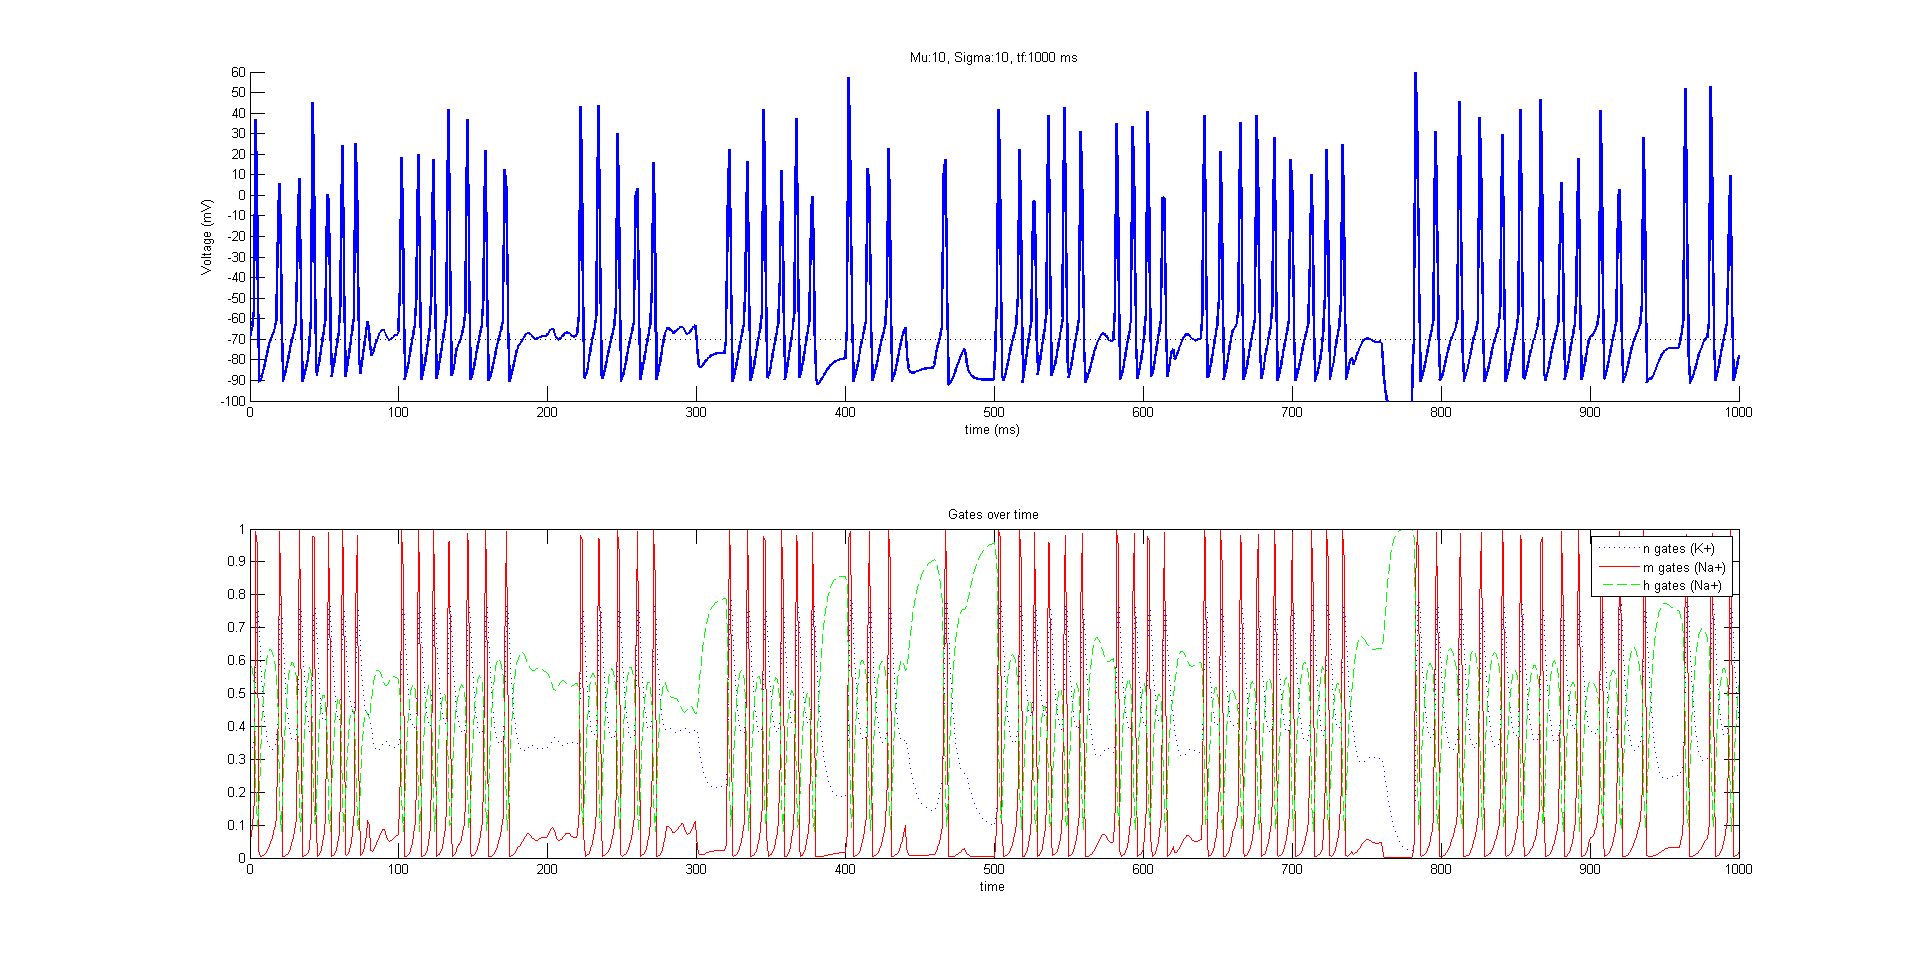 Mu:10, Sigma:10, tf:1000 ms
60
50
40
30
20
10
0
-10
-20
-30
-40
-50
-60
-70
-80
-90
-100
Voltage (mV)
0 100 200 300 400 500 600 700 800 900 1000
time (ms)
Gates over time
1
0.9
0.8
0.7
0.6
0.5
0.4
0.3
0.2
0.1
0
n gates (K+)
m gates (Na+)
h gates (Na+)
0 100 200 300 400 500 600 700 800 900 1000
time